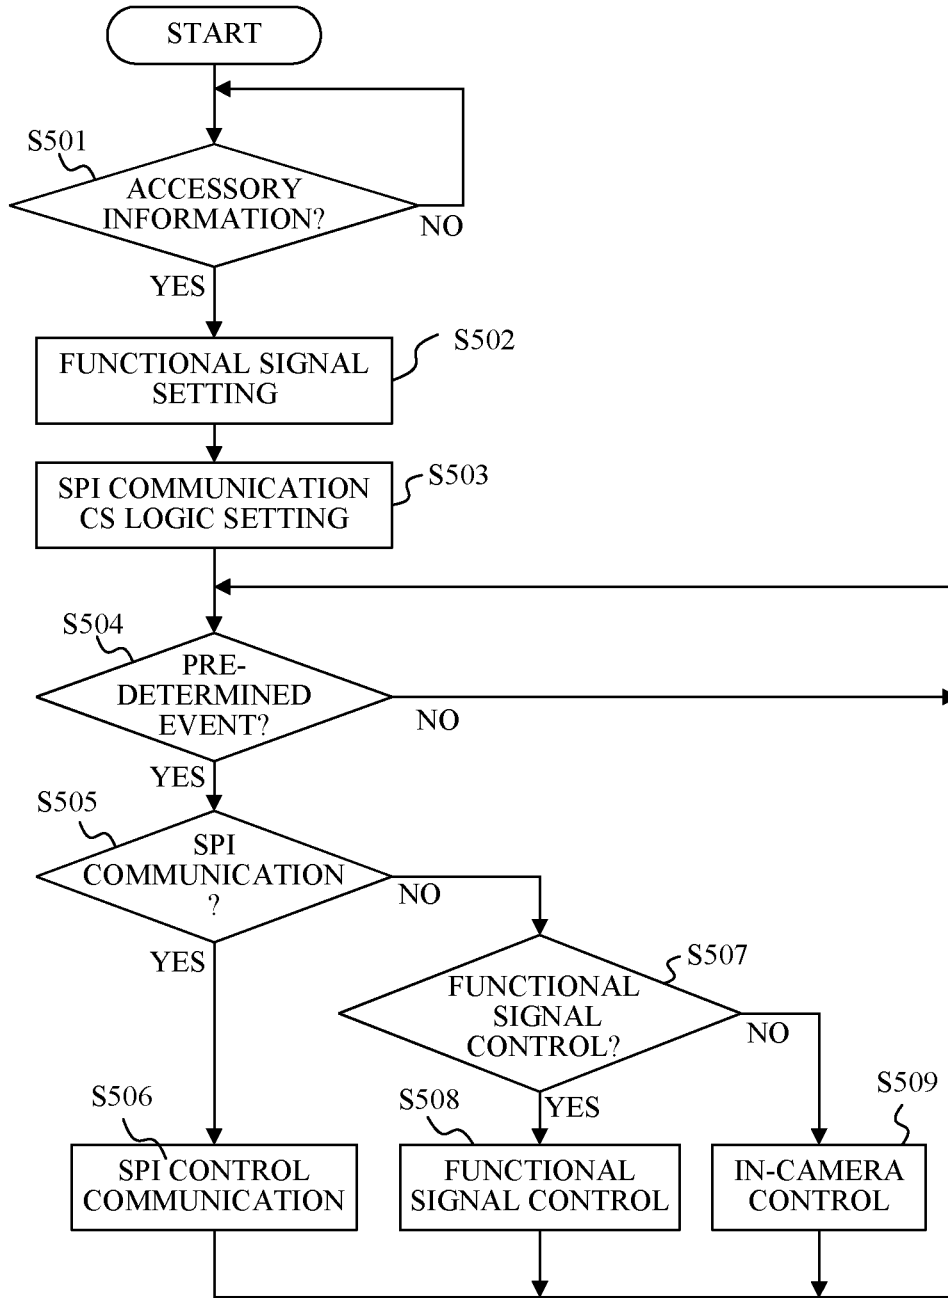 START
S501
ACCESSORY
INFORMATION?
NO
YES
S502
FUNCTIONAL SIGNAL
SETTING
S503
SPI COMMUNICATION
CS LOGIC SETTING
S504
PRE-
DETERMINED
EVENT?
NO
YES
S505
SPI
COMMUNICATION
?
NO
YES
S507
FUNCTIONAL
SIGNAL
CONTROL?
NO
YES
S506
SPI CONTROL
COMMUNICATION
S508
FUNCTIONAL
SIGNAL CONTROL
S509
IN-CAMERA
CONTROL